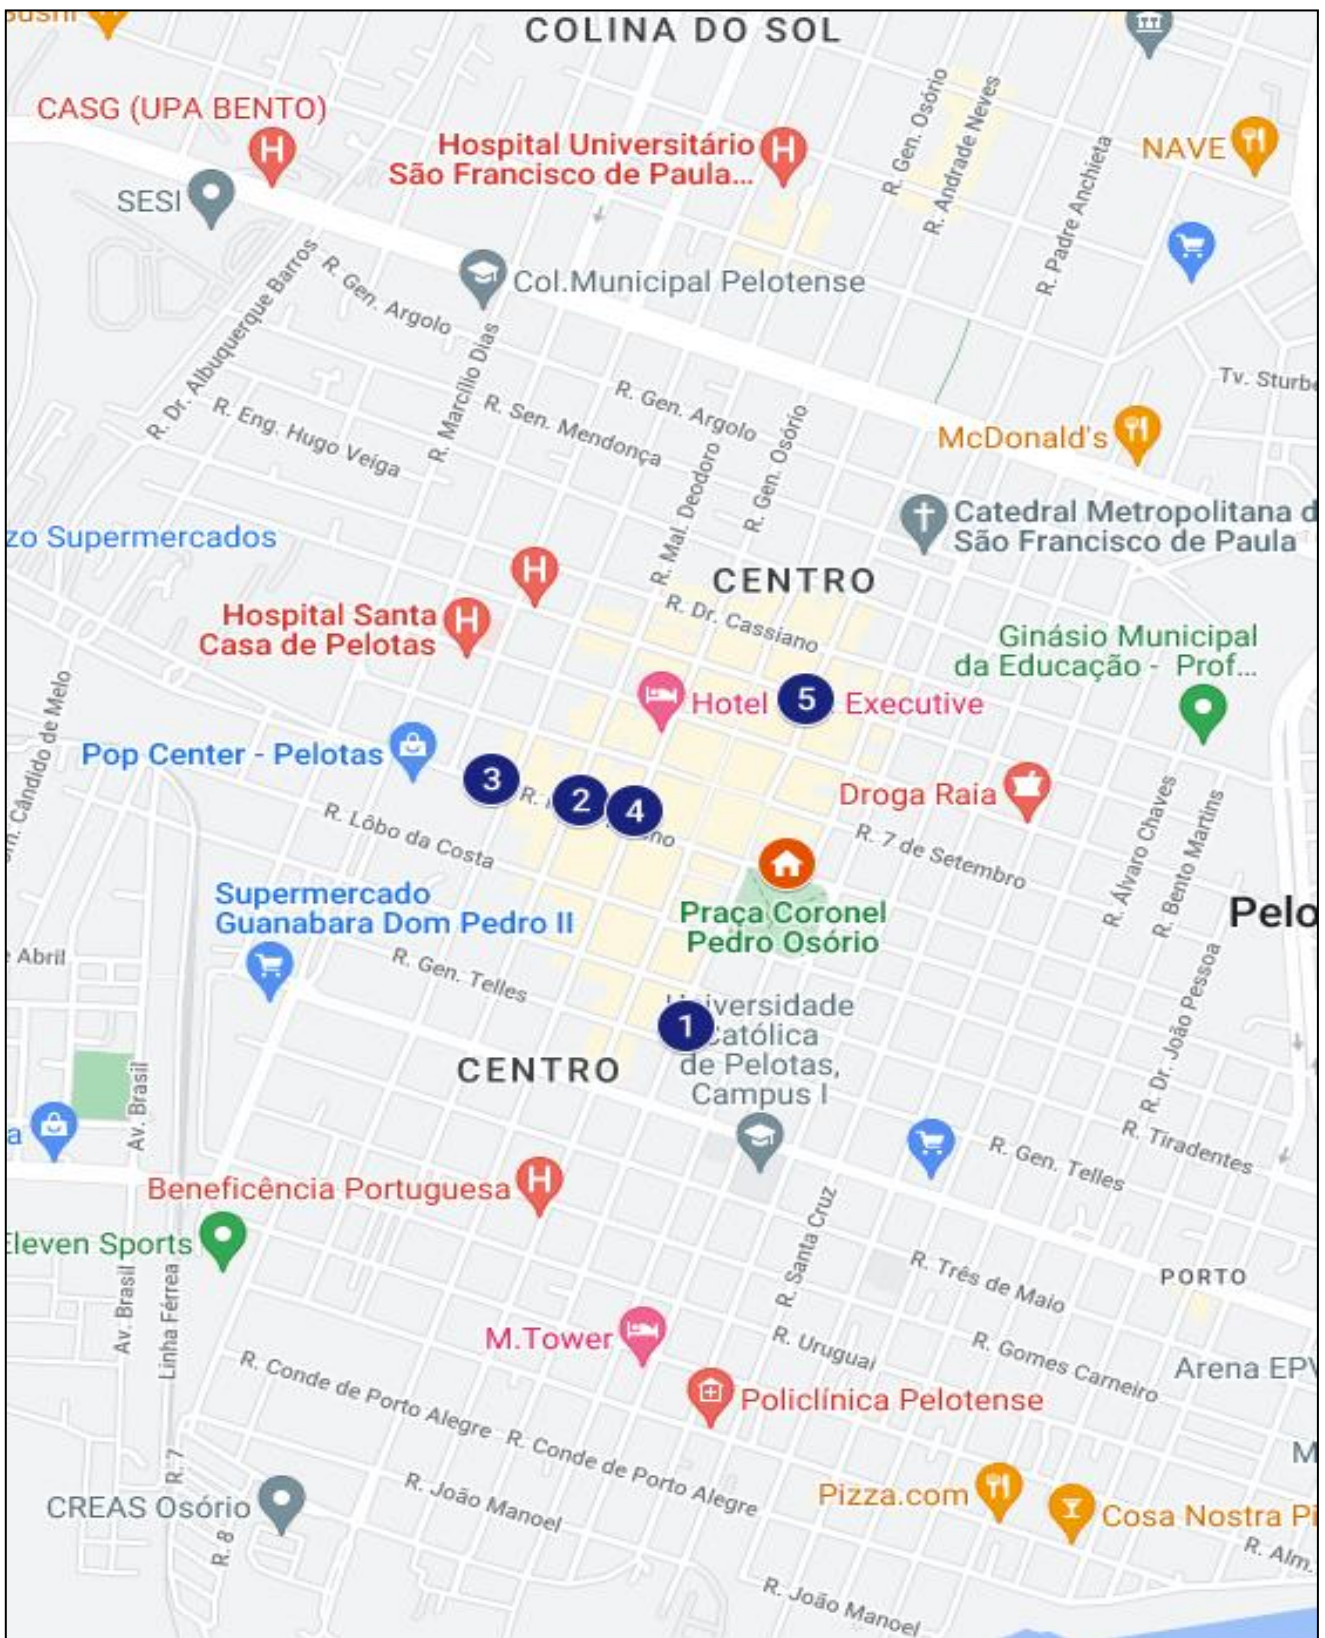 COLINA DO SOL
CASG (UPA BENTO)
Hospital Universitário
São Francisco de Paula...
R. Gen. Osório
R. Andrade Neves
NAVE
R. Padre Anchieta
SESI
Col.Municipal Pelotense
R. Gen. Argolo
R. Dr. Albuquerque Barros
R. Marcílio Dias
R. Eng. Hugo Veiga
R. Sen. Mendonça
R. Gen. Argolo
R. Mal. Deodoro
R. Gen. Osório
Tv. Sturb
McDonald's
Catedral Metropolitana d
São Francisco de Paula
zo Supermercados
CENTRO
R. Dr. Cassiano
Hospital Santa
Casa de Pelotas
Ginásio Municipal
da Educação - Prof...
Hotel
5
Executive
Cândido de Melo
Pop Center - Pelotas
3
2
4
R.
R. Lôbo da Costa
Droga Raia
R. 7 de Setembro
R. Álvaro Chaves
R. Bento Martins
Supermercado
Guanabara Dom Pedro II
Praça Coronel
Pedro Osório
Pelo
Abril
R. Gen. Telles
1
Universidade
Católica
de Pelotas,
Campus I
R. Dr. João Pessoa
CENTRO
Av. Brasil
a
R. Tiradentes
R. Gen. Telles
Beneficência Portuguesa
Eleven Sports
R. Santa Cruz
R. Três de Maio
PORTO
Av. Brasil
Linha Férrea
M.Tower
R. Uruguai
R. Gomes Carneiro
Arena EPV
R. Conde de Porto Alegre
Policlínica Pelotense
R. Conde de Porto Alegre
M
R. 7
R. João Manoel
CREAS Osório
Pizza.com
Cosa Nostra Pi
R. 8
R. Alm.
R. João Manoel